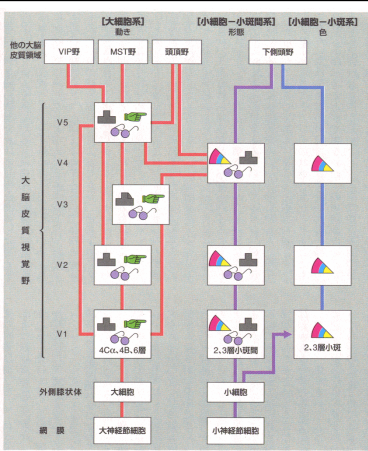 [大細胞系]
動き
[小細胞－小斑間系]
形態
[小細胞－小斑系]
色
他の大脳
皮質領域
VIP野
MST野
頭頂野
下側頭野
V5
V4
V3
V2
V1
大脳皮質視覚野
4Cα、4B、6層
2、3層小斑間
2、3層小斑
外側膝状体
大細胞
小細胞
網膜
大神経節細胞
小神経節細胞